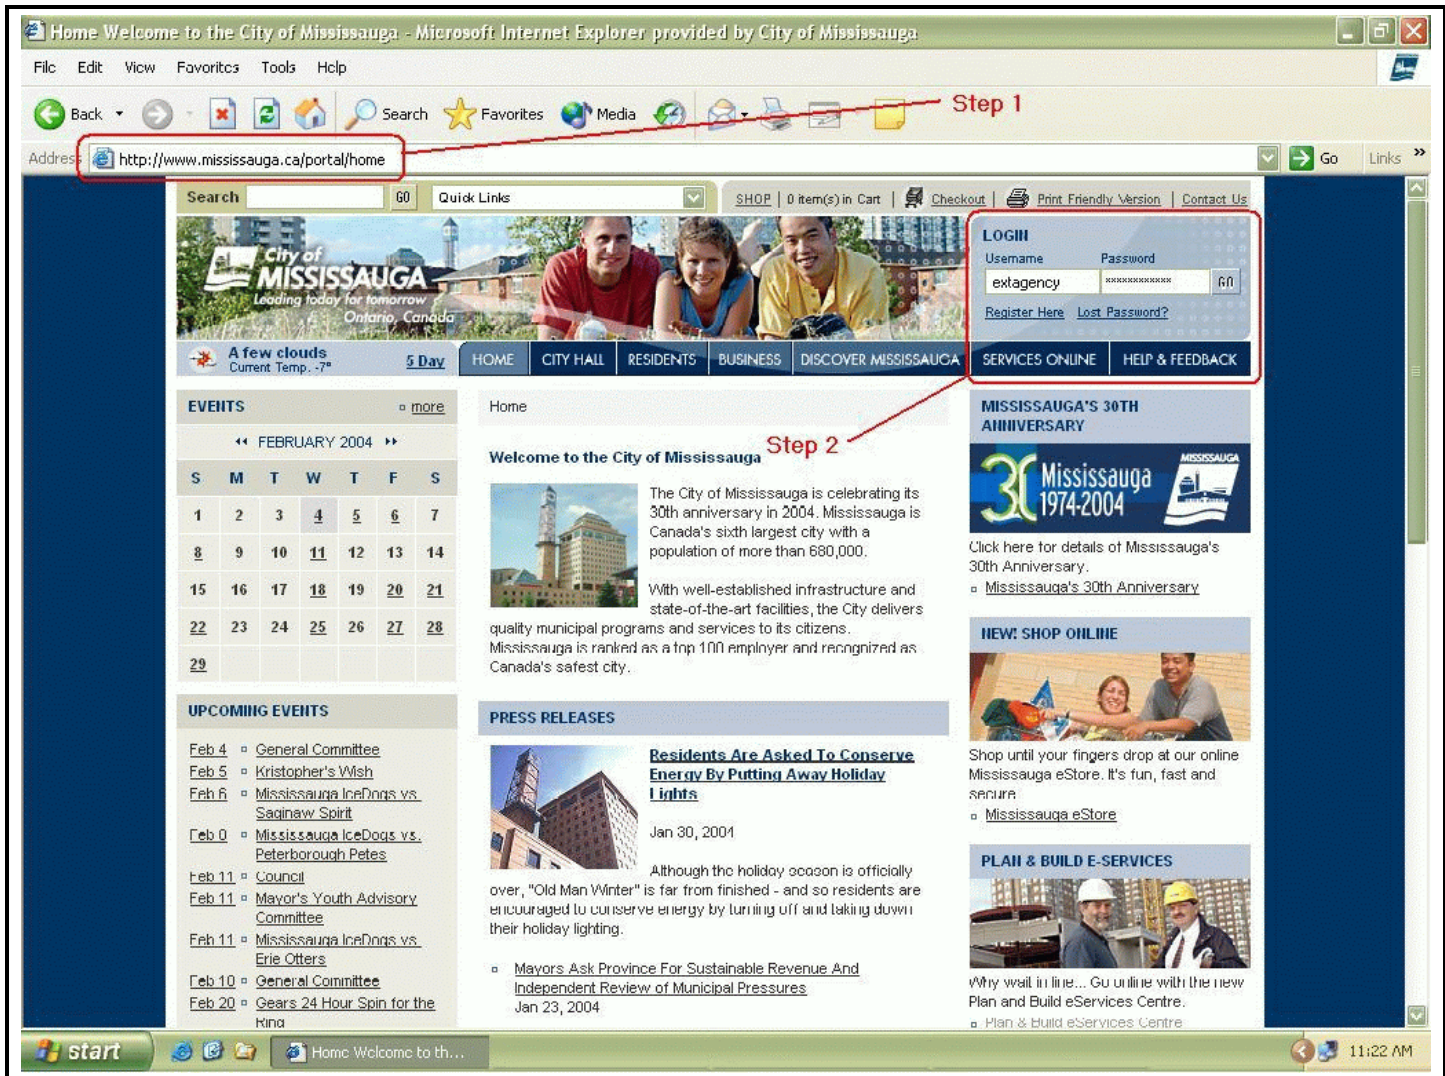 Home Welcome to the City of Mississauga - Microsoft Internet Explorer provided by City of Mississauga
File Edit View Favorites Tools Help
Back Search Favorites Media
Step 1
Address http://www.mississauga.ca/portal/home Go Links »
Search GO Quick Links SHOP | 0 item(s) in Cart | Checkout | Print Friendly Version | Contact Us
City of
MISSISSAUGA
Leading today for tomorrow
Ontario, Canada
LOGIN
Username Password
extagency ************ GO
Register Here Lost Password?
A few clouds
Current Temp. -7° 5 Day
HOME CITY HALL RESIDENTS BUSINESS DISCOVER MISSISSAUGA SERVICES ONLINE HELP & FEEDBACK
EVENTS more
FEBRUARY 2004
S M T W T F S
1 2 3 4 5 6 7
8 9 10 11 12 13 14
15 16 17 18 19 20 21
22 23 24 25 26 27 28
29
UPCOMING EVENTS
Feb 4 General Committee
Feb 5 Kristopher's Wish
Feb 6 Mississauga IceDogs vs.
Saginaw Spirit
Mississauga IceDogs vs.
Peterborough Petes
Feb 11 Council
Feb 11 Mayor's Youth Advisory
Committee
Feb 11 Mississauga IceDogs vs.
Erie Otters
General Committee
Feb 20 Gears 24 Hour Spin for the
Ring
Home
Step 2
Welcome to the City of Mississauga
The City of Mississauga is celebrating its
30th anniversary in 2004. Mississauga is
Canada's sixth largest city with a
population of more than 680,000.
With well-established infrastructure and
state-of-the-art facilities, the City delivers
quality municipal programs and services to its citizens.
Mississauga is ranked as a top 100 employer and recognized as
Canada's safest city.
PRESS RELEASES
Residents Are Asked To Conserve
Energy By Putting Away Holiday
Lights
Jan 30, 2004
Although the holiday season is officially
over, "Old Man Winter" is far from finished - and so residents are
encouraged to conserve energy by turning off and taking down
their holiday lighting.
Mayors Ask Province For Sustainable Revenue And
Independent Review of Municipal Pressures
Jan 23, 2004
MISSISSAUGA'S 30TH
ANNIVERSARY
30 Mississauga
1974-2004
MISSISSAUGA
Click here for details of Mississauga's
30th Anniversary.
Mississauga's 30th Anniversary
NEW! SHOP ONLINE
Shop until your fingers drop at our online
Mississauga eStore. It's fun, fast and
secure
Mississauga eStore
PLAN & BUILD E-SERVICES
Why wait in line... Go online with the new
Plan and Build eServices Centre.
Plan & Build eServices Centre
start Home Welcome to th... 11:22 AM